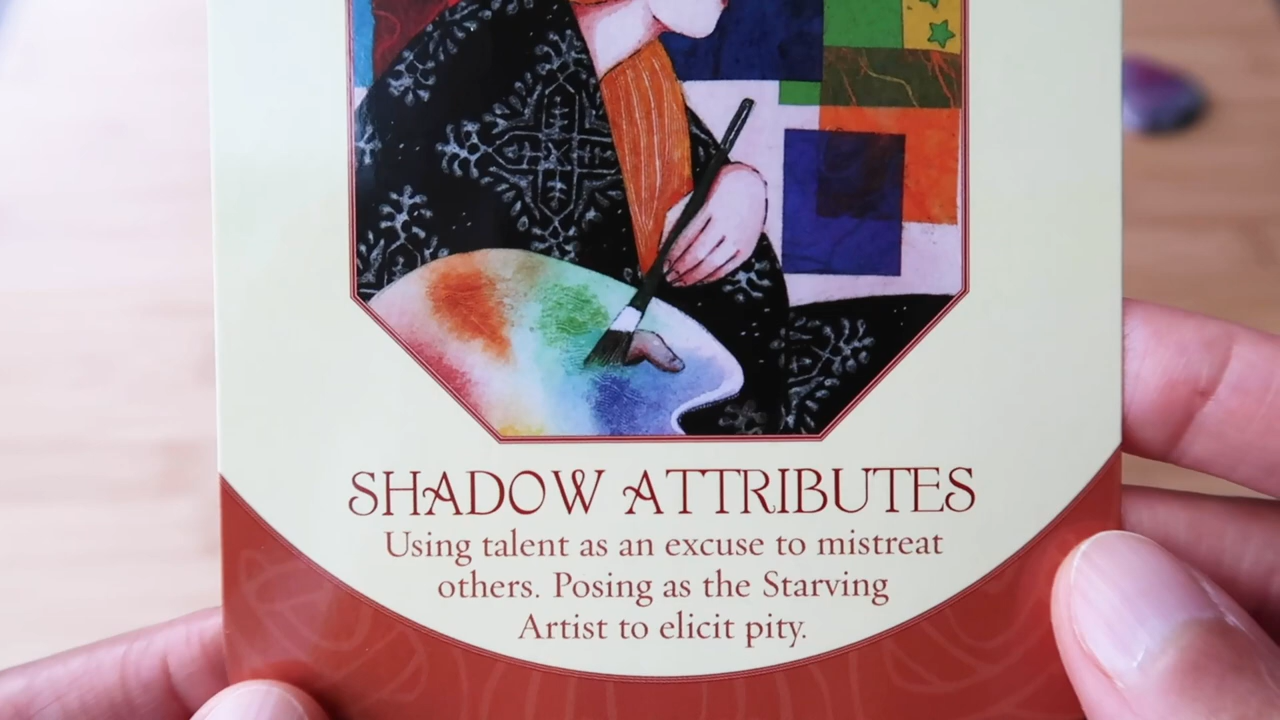 SHADOW ATTRIBUTES
Using talent as an excuse to mistreat
others. Posing as the Starving
Artist to elicit pity.